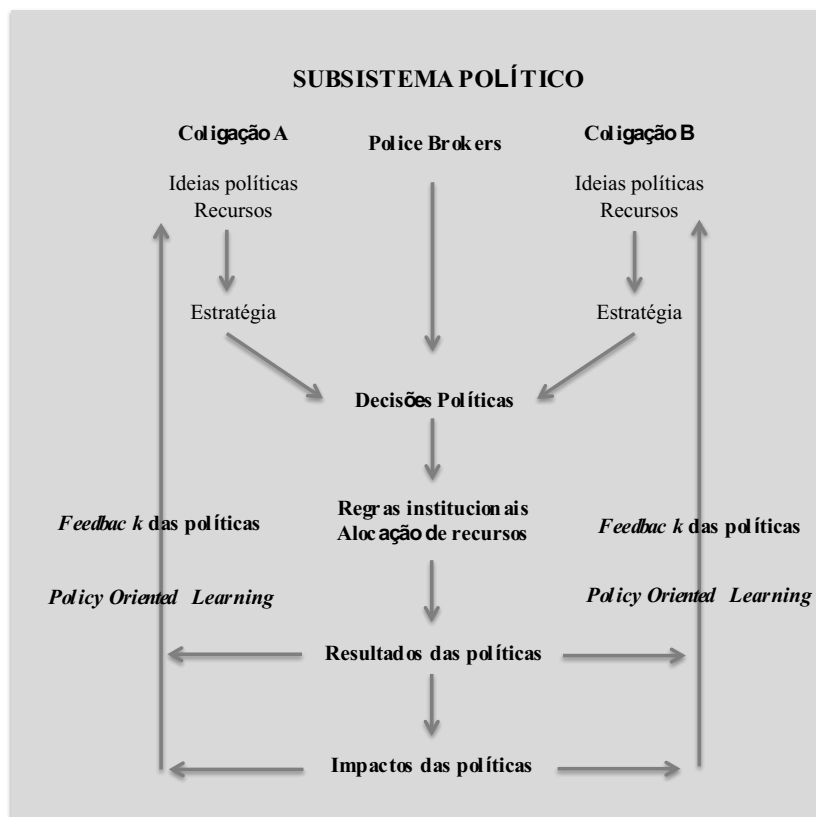 SUBSISTEMA POLÍTICO
Coligação A
Police Brokers
Coligação B
Ideias políticas
Recursos
Ideias políticas
Recursos
Estratégia
Estratégia
Decisões Políticas
Regras institucionais
Alocação de recursos
Feedback das políticas
Feedback das políticas
Policy Oriented Learning
Policy Oriented Learning
Resultados das políticas
Impactos das políticas